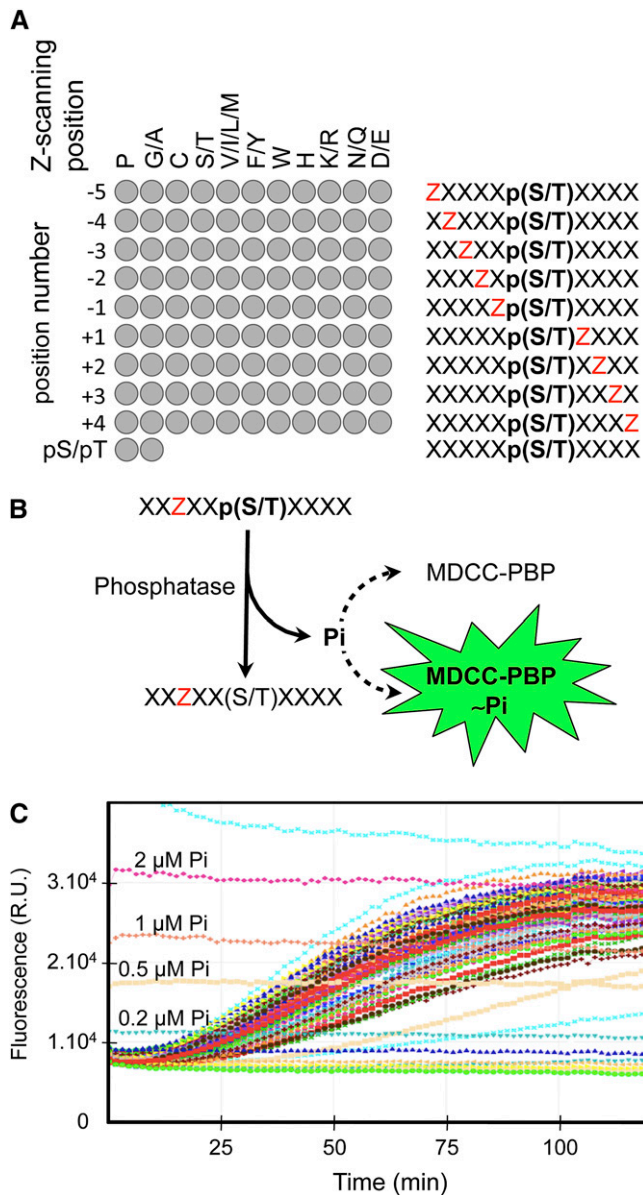 A
Z-scanning position
P G/A C S/T V/I/L/M F/Y W H K/R N/Q D/E
position number
-5 ZXXXXp(S/T)XXXX
-4 XZXXXp(S/T)XXXX
-3 XXZXXp(S/T)XXXX
-2 XXXZXp(S/T)XXXX
-1 XXXXZp(S/T)XXXX
+1 XXXXXp(S/T)ZXXX
+2 XXXXXp(S/T)XZXX
+3 XXXXXp(S/T)XXZX
+4 XXXXXp(S/T)XXXZ
pS/pT XXXXXp(S/T)XXXX
B
XXZXXp(S/T)XXXX
Phosphatase
Pi
MDCC-PBP
MDCC-PBP
~Pi
XXZXX(S/T)XXXX
C
Fluorescence (R.U.)
3.10⁴
2.10⁴
1.10⁴
0
2 µM Pi
1 µM Pi
0.5 µM Pi
0.2 µM Pi
25 50 75 100
Time (min)